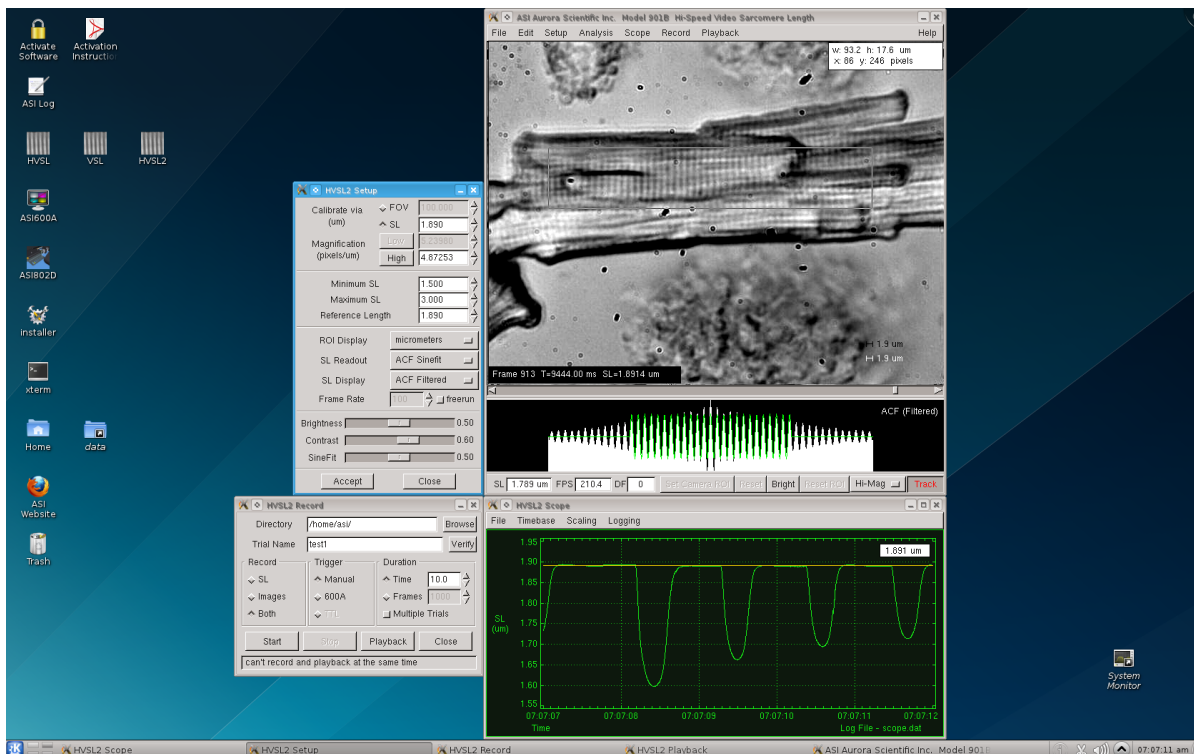 Activate
Software
Activation
Instruction
ASI Log
HVSL
VSL
HVSL2
ASI600A
ASI802D
installer
xterm
Home
data
ASI
Website
Trash
System
Monitor
ASI Aurora Scientific Inc. Model 901B Hi-Speed Video Sarcomere Length
File Edit Setup Analysis Scope Record Playback Help
w: 93.2 h: 17.6 um
x: 86 y: 246 pixels
1.9 um
1.9 um
Frame 913 T=9444.00 ms SL=1.8914 um
ACF (Filtered)
SL 1.789 um FPS 210.4 DF 0 Set Camera ROI Reset Bright Reset ROI Hi-Mag Track
HVSL2 Setup
Calibrate via
(um)
FOV 100.000
SL 1.890
Magnification
(pixels/um)
Low 5.23900
High 4.87253
Minimum SL 1.500
Maximum SL 3.000
Reference Length 1.890
ROI Display micrometers
SL Readout ACF Sinefit
SL Display ACF Filtered
Frame Rate 100 freerun
Brightness 0.50
Contrast 0.60
SineFit 0.50
Accept Close
HVSL2 Record
Directory /home/asi/ Browse
Trial Name test1 Verify
Record Trigger Duration
SL Manual Time 10.0
Images 600A Frames 1000
Both TTL Multiple Trials
Start Stop Playback Close
can't record and playback at the same time
HVSL2 Scope
File Timebase Scaling Logging
1.891 um
1.95
1.90
1.85
1.80
1.75
1.70
1.65
1.60
1.55
SL
(um)
07:07:07 07:07:08 07:07:09 07:07:10 07:07:11 07:07:12
Time Log File - scope.dat
HVSL2 Scope HVSL2 Setup HVSL2 Record HVSL2 Playback ASI Aurora Scientific Inc. Model 901B 07:07:11 am